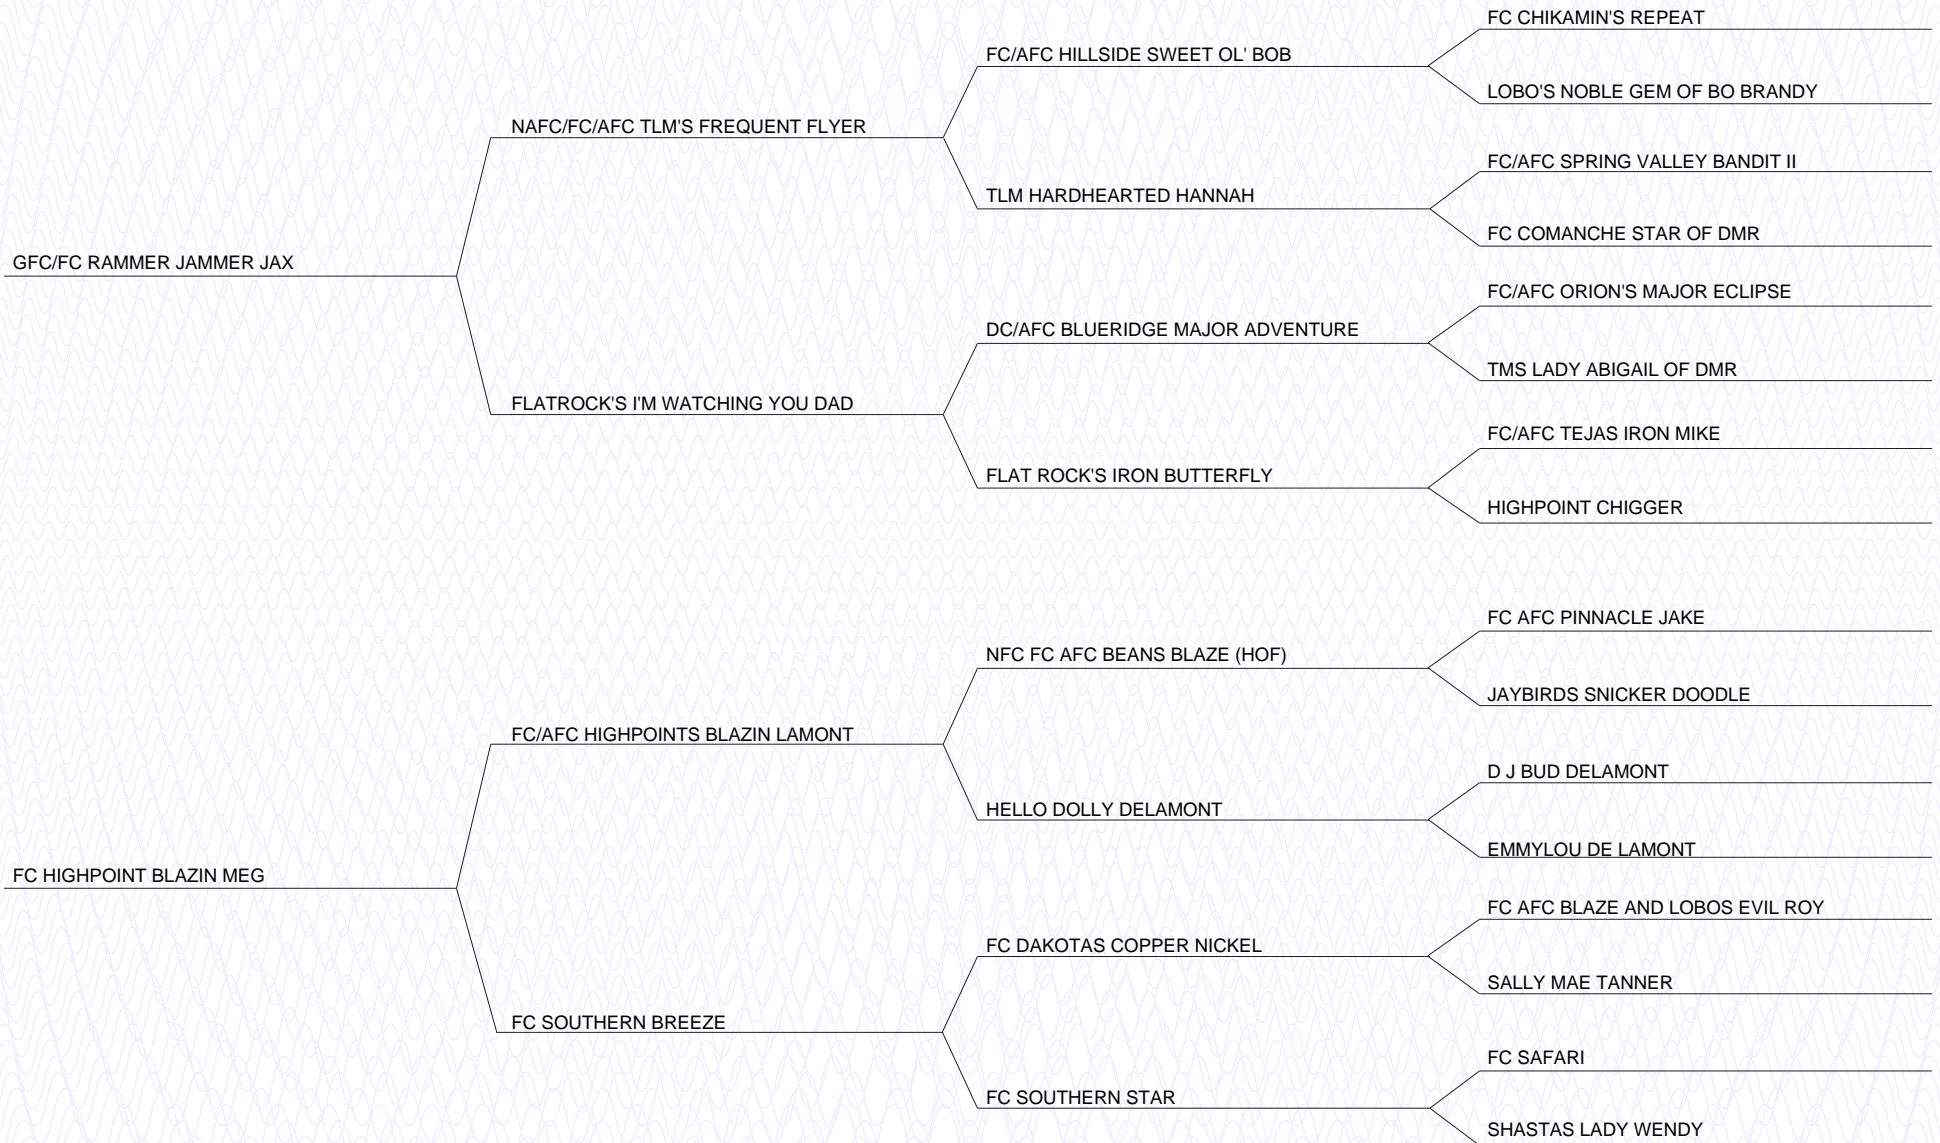 FC CHIKAMIN'S REPEAT
FC/AFC HILLSIDE SWEET OL' BOB
LOBO'S NOBLE GEM OF BO BRANDY
NAFC/FC/AFC TLM'S FREQUENT FLYER
FC/AFC SPRING VALLEY BANDIT II
TLM HARDHEARTED HANNAH
FC COMANCHE STAR OF DMR
GFC/FC RAMMER JAMMER JAX
FC/AFC ORION'S MAJOR ECLIPSE
DC/AFC BLUERIDGE MAJOR ADVENTURE
TMS LADY ABIGAIL OF DMR
FLATROCK'S I'M WATCHING YOU DAD
FC/AFC TEJAS IRON MIKE
FLAT ROCK'S IRON BUTTERFLY
HIGHPOINT CHIGGER
FC AFC PINNACLE JAKE
NFC FC AFC BEANS BLAZE (HOF)
JAYBIRDS SNICKER DOODLE
FC/AFC HIGHPOINTS BLAZIN LAMONT
D J BUD DELAMONT
HELLO DOLLY DELAMONT
EMMYLOU DE LAMONT
FC HIGHPOINT BLAZIN MEG
FC AFC BLAZE AND LOBOS EVIL ROY
FC DAKOTAS COPPER NICKEL
SALLY MAE TANNER
FC SOUTHERN BREEZE
FC SAFARI
FC SOUTHERN STAR
SHASTAS LADY WENDY